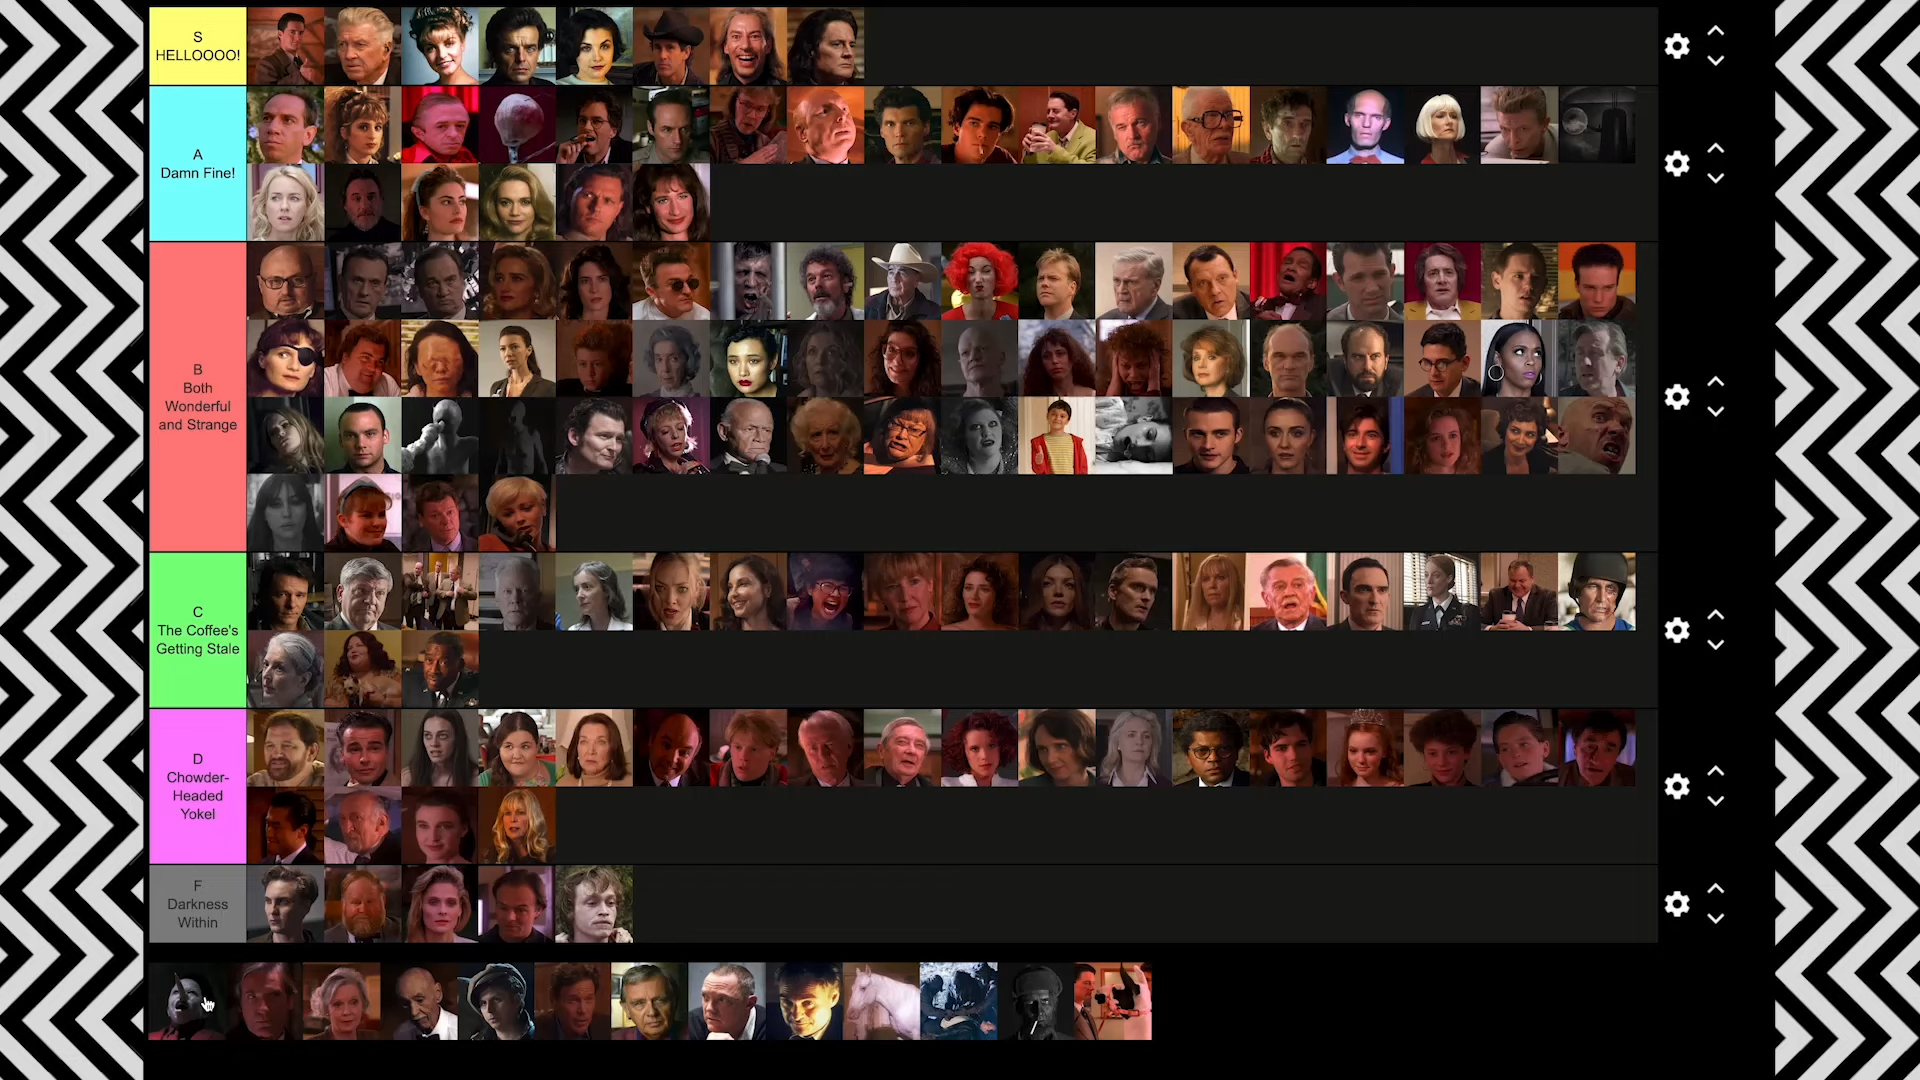 S
HELLOOOO!
A
Damn Fine!
B
Both
Wonderful
and Strange
C
The Coffee's
Getting Stale
D
Chowder-
Headed
Yokel
F
Darkness
Within